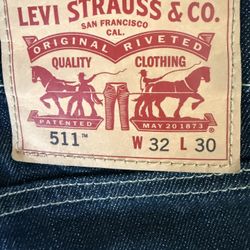 LEVI STRAUSS & CO.
SAN FRANCISCO
CAL.
ORIGINAL RIVETED
QUALITY CLOTHING
PATENTED MAY 20 1873
511™ W 32 L 30